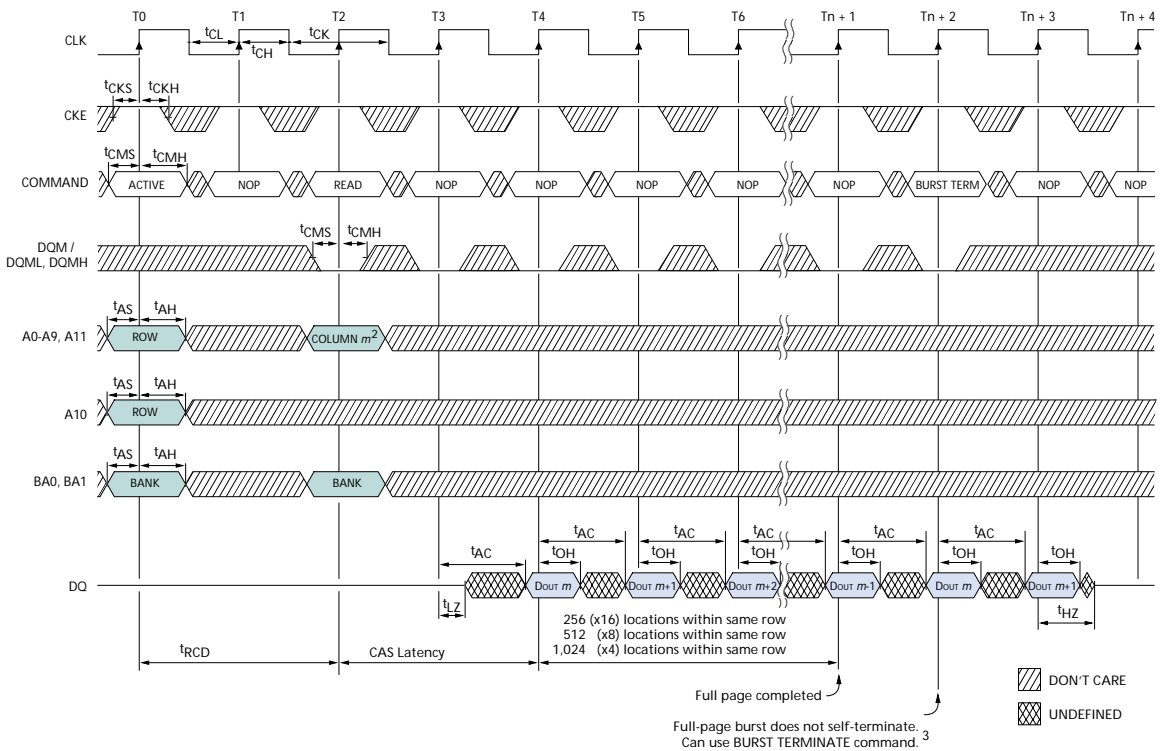 T0 T1 T2 T3 T4 T5 T6 Tn + 1 Tn + 2 Tn + 3 Tn + 4
CLK
tCL tCK
tCH
tCKS tCKH
CKE
tCMS tCMH
COMMAND ACTIVE NOP READ NOP NOP NOP NOP NOP BURST TERM NOP NOP
tCMS tCMH
DQM /
DQML, DQMH
tAS tAH
A0-A9, A11 ROW COLUMN m2
tAS tAH
A10 ROW
tAS tAH
BA0, BA1 BANK BANK
tAC tAC tAC tAC tAC tAC
tOH tOH tOH tOH tOH tOH
DQ DOUT m DOUT m+1 DOUT m+2 DOUT m-1 DOUT m DOUT m+1
tLZ tHZ
256 (x16) locations within same row
512 (x8) locations within same row
1,024 (x4) locations within same row
tRCD CAS Latency
Full page completed
Full-page burst does not self-terminate.
Can use BURST TERMINATE command. 3
DON'T CARE
UNDEFINED